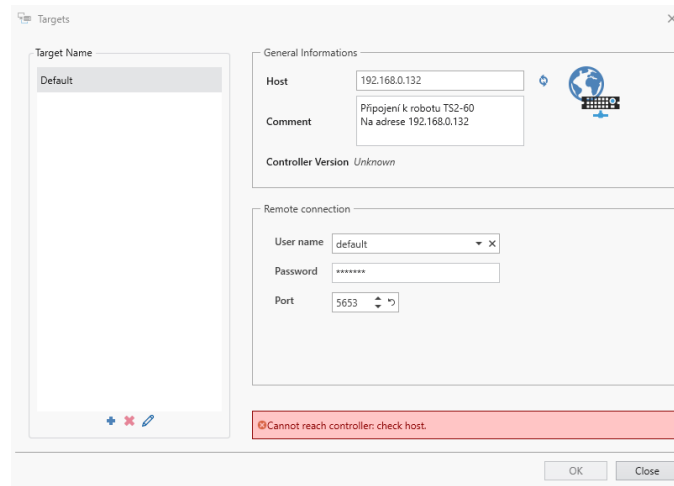 Targets
Target Name
Default
General Informations
Host 192.168.0.132
Comment Připojení k robotu TS2-60
Na adrese 192.168.0.132
Controller Version Unknown
Remote connection
User name default
Password *******
Port 5653
Cannot reach controller: check host.
OK Close